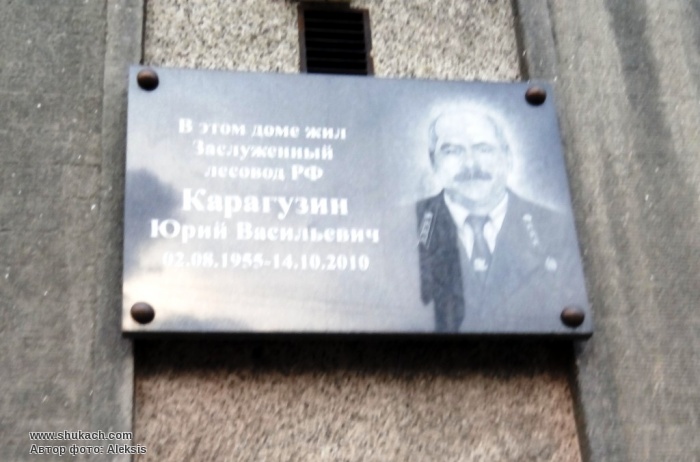 В этом доме жил
Заслуженный
лесовод РФ
Карагузин
Юрий Васильевич
02.08.1955-14.10.2010
www.shukach.com
Автор фото: Aleksis